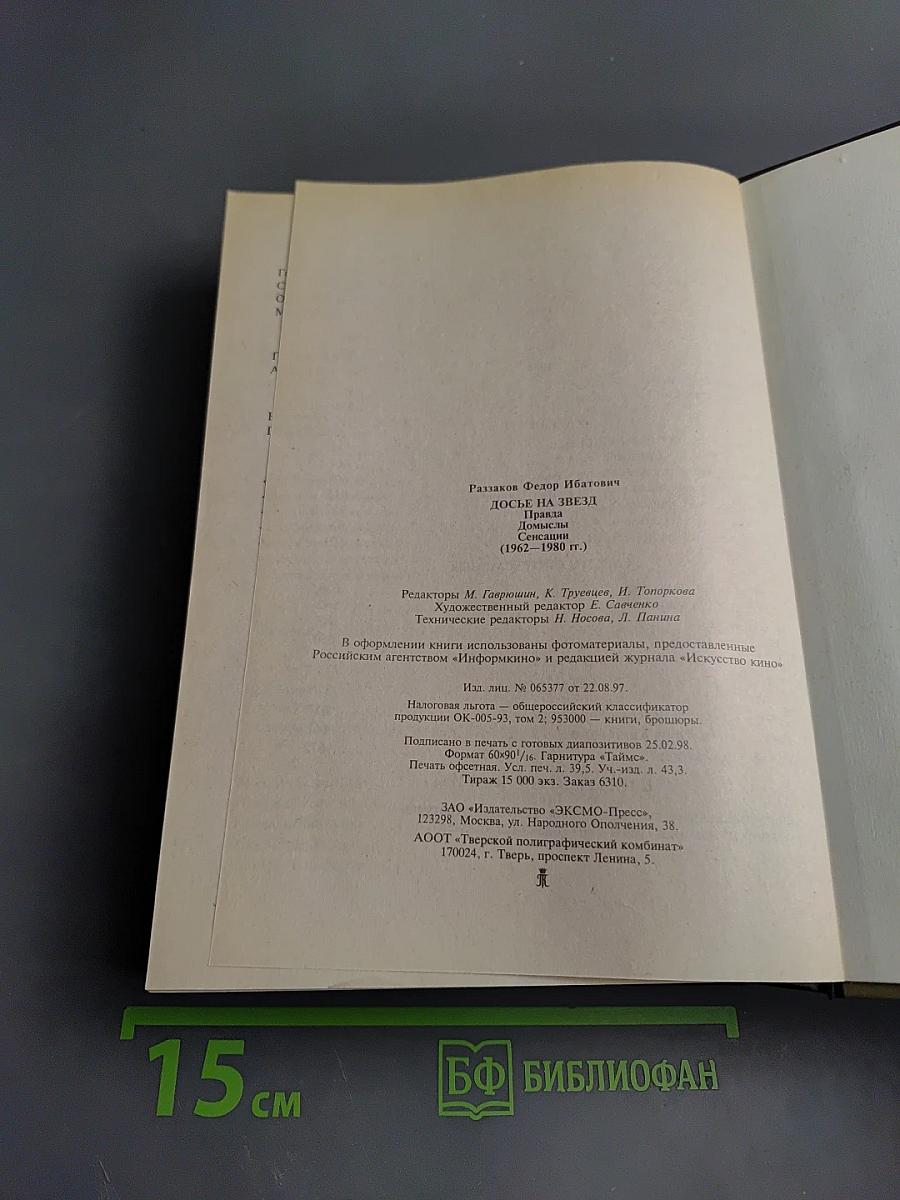 Раззаков Федор Ибатович
ДОСЬЕ НА ЗВЕЗД
Правда
Домыслы
Сенсации
(1962—1980 гг.)
Редакторы М. Гаврюшин, К. Труевцев, И. Топоркова
Художественный редактор Е. Савченко
Технические редакторы Н. Носова, Л. Панина
В оформлении книги использованы фотоматериалы, предоставленные
Российским агентством «Информкино» и редакцией журнала «Искусство кино»
Изд. лиц. № 065377 от 22.08.97.
Налоговая льгота — общероссийский классификатор
продукции ОК-005-93, том 2; 953000 — книги, брошюры.
Подписано в печать с готовых диапозитивов 25.02.98.
Формат 60×90¹/₁₆. Гарнитура «Таймс».
Печать офсетная. Усл. печ. л. 39,5. Уч.-изд. л. 43,3.
Тираж 15 000 экз. Заказ 6310.
ЗАО «Издательство «ЭКСМО-Пресс»,
123298, Москва, ул. Народного Ополчения, 38.
АООТ «Тверской полиграфический комбинат»
170024, г. Тверь, проспект Ленина, 5.
15 см
БФ БИБЛИОФАН